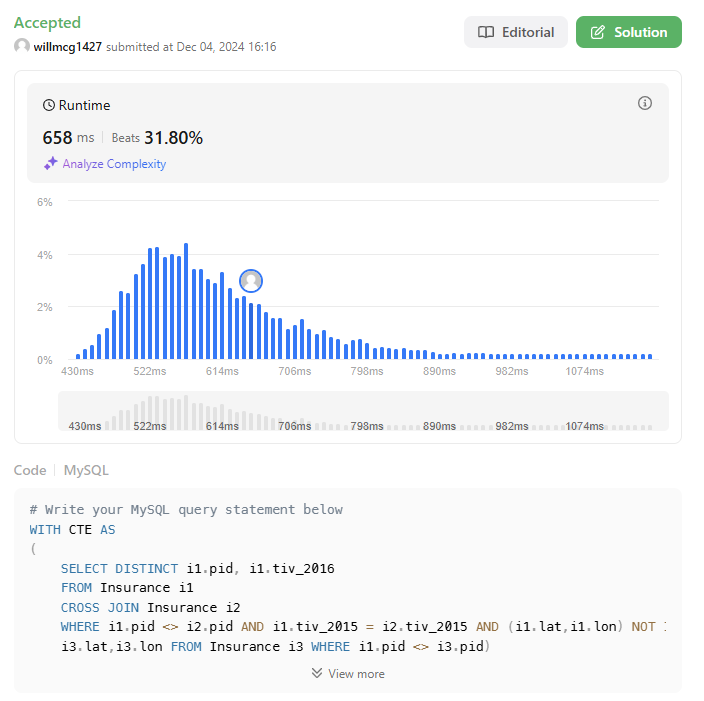 Accepted
willmcg1427 submitted at Dec 04, 2024 16:16
Editorial
Solution
Runtime
658 ms Beats 31.80%
Analyze Complexity
6%
4%
2%
0%
430ms 522ms 614ms 706ms 798ms 890ms 982ms 1074ms
430ms 522ms 614ms 706ms 798ms 890ms 982ms 1074ms
Code MySQL
# Write your MySQL query statement below
WITH CTE AS
(
SELECT DISTINCT i1.pid, i1.tiv_2016
FROM Insurance i1
CROSS JOIN Insurance i2
WHERE i1.pid <> i2.pid AND i1.tiv_2015 = i2.tiv_2015 AND (i1.lat,i1.lon) NOT
i3.lat,i3.lon FROM Insurance i3 WHERE i1.pid <> i3.pid)
View more